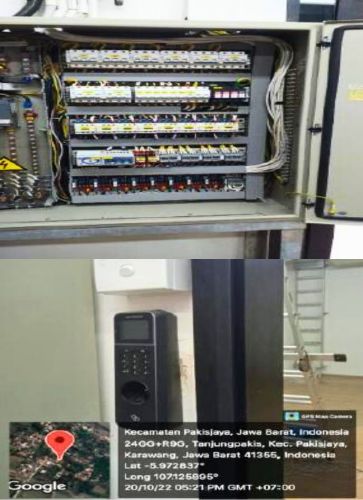 GPS Map Camera
Kecamatan Pakisjaya, Jawa Barat, Indonesia
24GG+R9G, Tanjungpakis, Kec. Pakisjaya,
Karawang, Jawa Barat 41355, Indonesia
Lat -5.972837°
Long 107.125895°
20/10/22 05:21 PM GMT +07:00
Google